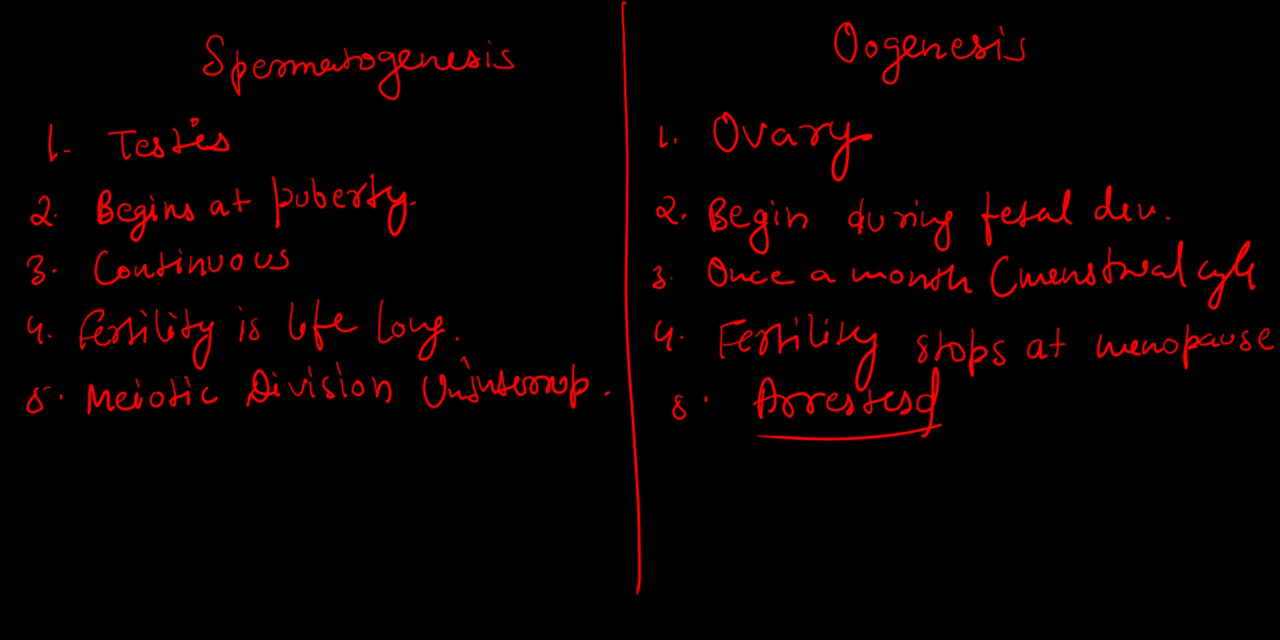 Spermatogenesis
1. Testes
2. Begins at puberty.
3. Continuous
4. Fertility is life long.
5. Meiotic Division Uninterrup.
Oogenesis
1. Ovary
2. Begin during fetal dev.
3. Once a month (menstrual cycle
4. Fertility stops at menopause
5. Arrested